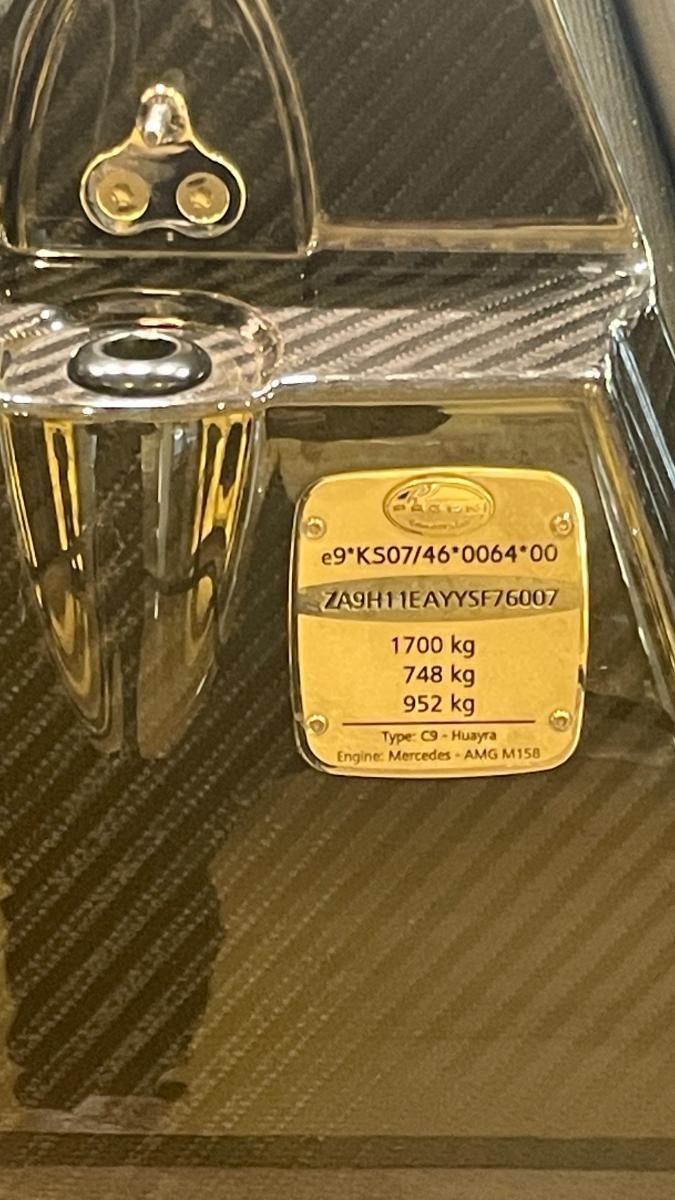 PAGANI
e9*KS07/46*0064*00
ZA9H11EAYYSF76007
1700 kg
748 kg
952 kg
Type: C9 - Huayra
Engine: Mercedes - AMG M158